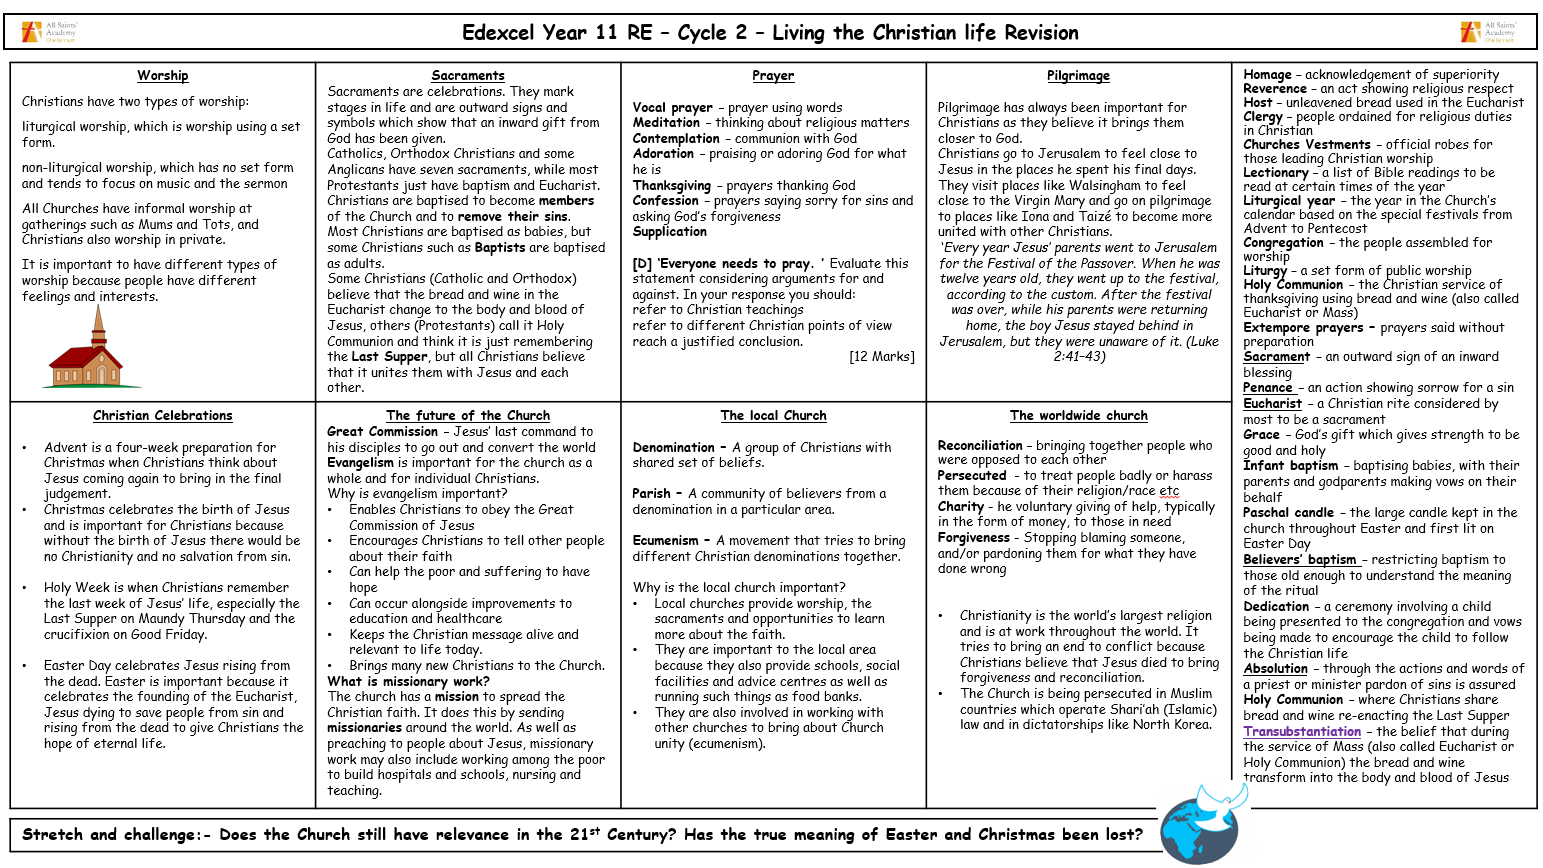 All Saints'
Academy
Edexcel Year 11 RE – Cycle 2 – Living the Christian life Revision
All Saints'
Academy
Worship
Christians have two types of worship:
liturgical worship, which is worship using a set
form.
non-liturgical worship, which has no set form
and tends to focus on music and the sermon
All Churches have informal worship at
gatherings such as Mums and Tots, and
Christians also worship in private.
It is important to have different types of
worship because people have different
feelings and interests.
Sacraments
Sacraments are celebrations. They mark
stages in life and are outward signs and
symbols which show that an inward gift from
God has been given.
Catholics, Orthodox Christians and some
Anglicans have seven sacraments, while most
Protestants just have baptism and Eucharist.
Christians are baptised to become members
of the Church and to remove their sins.
Most Christians are baptised as babies, but
some Christians such as Baptists are baptised
as adults.
Some Christians (Catholic and Orthodox)
believe that the bread and wine in the
Eucharist change to the body and blood of
Jesus, others (Protestants) call it Holy
Communion and think it is just remembering
the Last Supper, but all Christians believe
that it unites them with Jesus and each
other.
Prayer
Vocal prayer – prayer using words
Meditation – thinking about religious matters
Contemplation – communion with God
Adoration – praising or adoring God for what
he is
Thanksgiving – prayers thanking God
Confession – prayers saying sorry for sins and
asking God's forgiveness
Supplication
[D] 'Everyone needs to pray. ' Evaluate this
statement considering arguments for and
against. In your response you should:
refer to Christian teachings
refer to different Christian points of view
reach a justified conclusion.
[12 Marks]
Pilgrimage
Pilgrimage has always been important for
Christians as they believe it brings them
closer to God.
Christians go to Jerusalem to feel close to
Jesus in the places he spent his final days.
They visit places like Walsingham to feel
close to the Virgin Mary and go on pilgrimage
to places like Iona and Taizé to become more
united with other Christians.
'Every year Jesus' parents went to Jerusalem
for the Festival of the Passover. When he was
twelve years old, they went up to the festival,
according to the custom. After the festival
was over, while his parents were returning
home, the boy Jesus stayed behind in
Jerusalem, but they were unaware of it. (Luke
2:41–43)
Homage – acknowledgement of superiority
Reverence – an act showing religious respect
Host – unleavened bread used in the Eucharist
Clergy – people ordained for religious duties
in Christian
Churches Vestments – official robes for
those leading Christian worship
Lectionary – a list of Bible readings to be
read at certain times of the year
Liturgical year – the year in the Church's
calendar based on the special festivals from
Advent to Pentecost
Congregation – the people assembled for
worship
Liturgy – a set form of public worship
Holy Communion – the Christian service of
thanksgiving using bread and wine (also called
Eucharist or Mass)
Extempore prayers – prayers said without
preparation
Sacrament – an outward sign of an inward
blessing
Penance – an action showing sorrow for a sin
Eucharist – a Christian rite considered by
most to be a sacrament
Grace – God's gift which gives strength to be
good and holy
Infant baptism – baptising babies, with their
parents and godparents making vows on their
behalf
Paschal candle – the large candle kept in the
church throughout Easter and first lit on
Easter Day
Believers' baptism – restricting baptism to
those old enough to understand the meaning
of the ritual
Dedication – a ceremony involving a child
being presented to the congregation and vows
being made to encourage the child to follow
the Christian life
Absolution – through the actions and words of
a priest or minister pardon of sins is assured
Holy Communion – where Christians share
bread and wine re-enacting the Last Supper
Transubstantiation – the belief that during
the service of Mass (also called Eucharist or
Holy Communion) the bread and wine
transform into the body and blood of Jesus
Christian Celebrations
• Advent is a four-week preparation for
Christmas when Christians think about
Jesus coming again to bring in the final
judgement.
• Christmas celebrates the birth of Jesus
and is important for Christians because
without the birth of Jesus there would be
no Christianity and no salvation from sin.
• Holy Week is when Christians remember
the last week of Jesus' life, especially the
Last Supper on Maundy Thursday and the
crucifixion on Good Friday.
• Easter Day celebrates Jesus rising from
the dead. Easter is important because it
celebrates the founding of the Eucharist,
Jesus dying to save people from sin and
rising from the dead to give Christians the
hope of eternal life.
The future of the Church
Great Commission – Jesus' last command to
his disciples to go out and convert the world
Evangelism is important for the church as a
whole and for individual Christians.
Why is evangelism important?
• Enables Christians to obey the Great
Commission of Jesus
• Encourages Christians to tell other people
about their faith
• Can help the poor and suffering to have
hope
• Can occur alongside improvements to
education and healthcare
• Keeps the Christian message alive and
relevant to life today.
• Brings many new Christians to the Church.
What is missionary work?
The church has a mission to spread the
Christian faith. It does this by sending
missionaries around the world. As well as
preaching to people about Jesus, missionary
work may also include working among the poor
to build hospitals and schools, nursing and
teaching.
The local Church
Denomination – A group of Christians with
shared set of beliefs.
Parish – A community of believers from a
denomination in a particular area.
Ecumenism – A movement that tries to bring
different Christian denominations together.
Why is the local church important?
• Local churches provide worship, the
sacraments and opportunities to learn
more about the faith.
• They are important to the local area
because they also provide schools, social
facilities and advice centres as well as
running such things as food banks.
• They are also involved in working with
other churches to bring about Church
unity (ecumenism).
The worldwide church
Reconciliation – bringing together people who
were opposed to each other
Persecuted – to treat people badly or harass
them because of their religion/race etc
Charity – he voluntary giving of help, typically
in the form of money, to those in need
Forgiveness – Stopping blaming someone,
and/or pardoning them for what they have
done wrong
• Christianity is the world's largest religion
and is at work throughout the world. It
tries to bring an end to conflict because
Christians believe that Jesus died to bring
forgiveness and reconciliation.
• The Church is being persecuted in Muslim
countries which operate Shari'ah (Islamic)
law and in dictatorships like North Korea.
Stretch and challenge:- Does the Church still have relevance in the 21st Century? Has the true meaning of Easter and Christmas been lost?